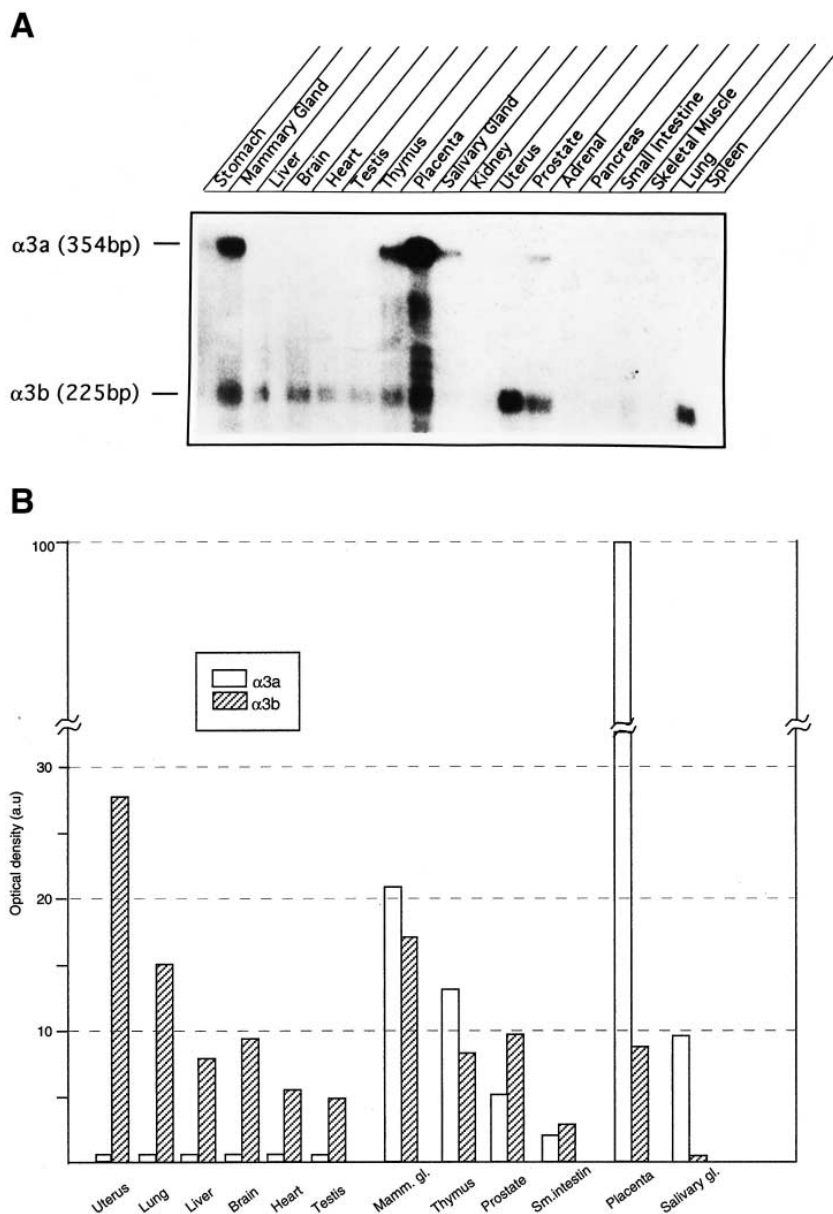 A
Stomach
Mammary Gland
Liver
Brain
Heart
Testis
Thymus
Placenta
Salivary Gland
Kidney
Uterus
Prostate
Adrenal
Pancreas
Small Intestine
Skeletal Muscle
Lung
Spleen
α3a (354bp)
α3b (225bp)
B
100
α3a
α3b
30
20
10
Optical density (a.u)
Uterus
Lung
Liver
Brain
Heart
Testis
Mamm. gl.
Thymus
Prostate
Sm.intestin
Placenta
Salivary gl.